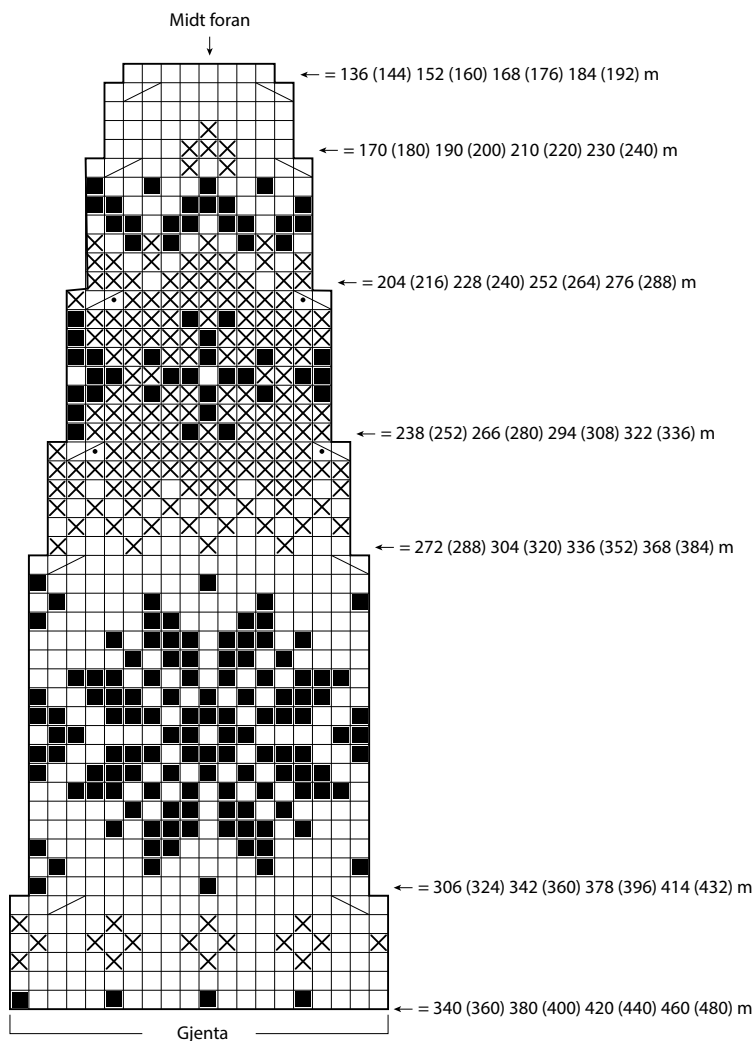 Midt foran
= 136 (144) 152 (160) 168 (176) 184 (192) m
= 170 (180) 190 (200) 210 (220) 230 (240) m
= 204 (216) 228 (240) 252 (264) 276 (288) m
= 238 (252) 266 (280) 294 (308) 322 (336) m
= 272 (288) 304 (320) 336 (352) 368 (384) m
= 306 (324) 342 (360) 378 (396) 414 (432) m
= 340 (360) 380 (400) 420 (440) 460 (480) m
Gjenta